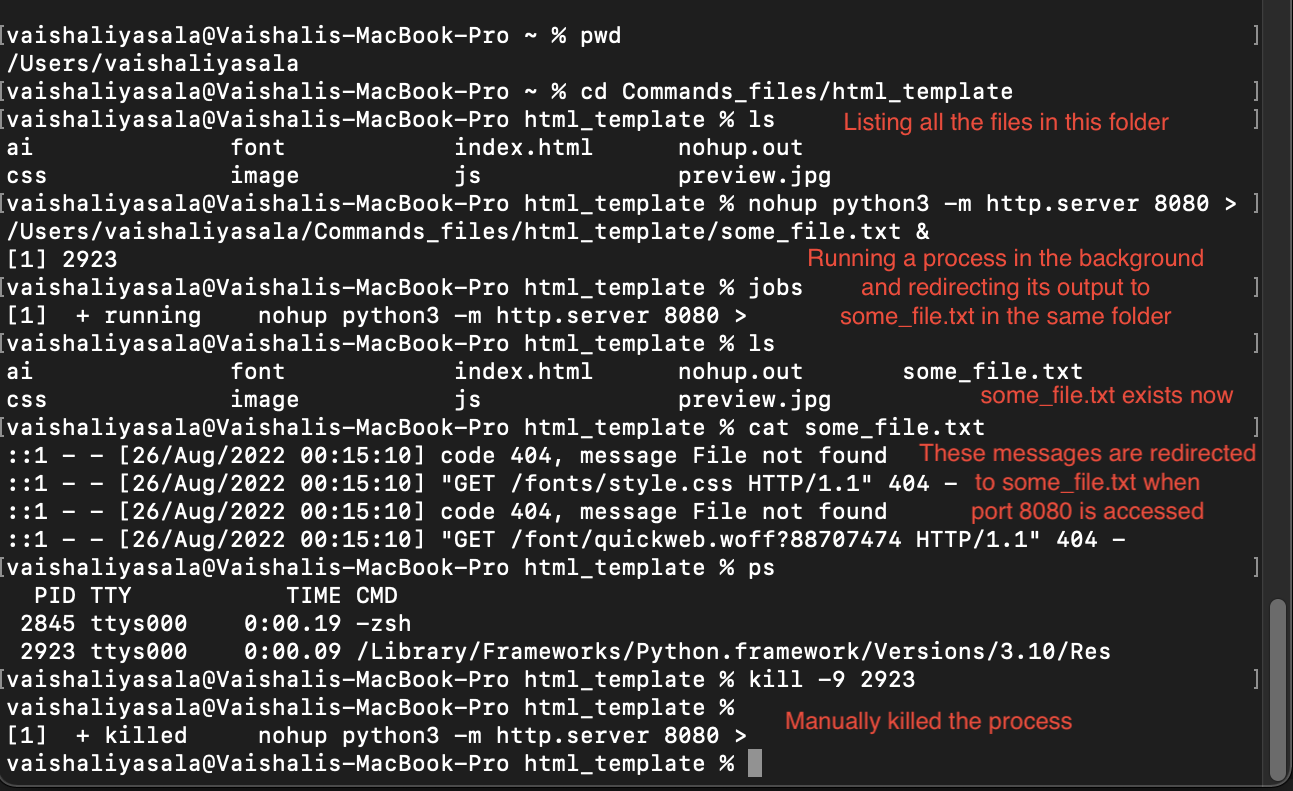 [vaishaliyasala@Vaishalis-MacBook-Pro ~ % pwd ]
/Users/vaishaliyasala
[vaishaliyasala@Vaishalis-MacBook-Pro ~ % cd Commands_files/html_template ]
[vaishaliyasala@Vaishalis-MacBook-Pro html_template % ls Listing all the files in this folder ]
ai font index.html nohup.out
css image js preview.jpg
[vaishaliyasala@Vaishalis-MacBook-Pro html_template % nohup python3 -m http.server 8080 > ]
/Users/vaishaliyasala/Commands_files/html_template/some_file.txt &
[1] 2923 Running a process in the background
[vaishaliyasala@Vaishalis-MacBook-Pro html_template % jobs and redirecting its output to ]
[1] + running nohup python3 -m http.server 8080 > some_file.txt in the same folder
[vaishaliyasala@Vaishalis-MacBook-Pro html_template % ls ]
ai font index.html nohup.out some_file.txt
css image js preview.jpg some_file.txt exists now
[vaishaliyasala@Vaishalis-MacBook-Pro html_template % cat some_file.txt ]
::1 - - [26/Aug/2022 00:15:10] code 404, message File not found These messages are redirected
::1 - - [26/Aug/2022 00:15:10] "GET /fonts/style.css HTTP/1.1" 404 - to some_file.txt when
::1 - - [26/Aug/2022 00:15:10] code 404, message File not found port 8080 is accessed
::1 - - [26/Aug/2022 00:15:10] "GET /font/quickweb.woff?88707474 HTTP/1.1" 404 -
[vaishaliyasala@Vaishalis-MacBook-Pro html_template % ps ]
PID TTY TIME CMD
2845 ttys000 0:00.19 -zsh
2923 ttys000 0:00.09 /Library/Frameworks/Python.framework/Versions/3.10/Res
[vaishaliyasala@Vaishalis-MacBook-Pro html_template % kill -9 2923 ]
vaishaliyasala@Vaishalis-MacBook-Pro html_template %
Manually killed the process
[1] + killed nohup python3 -m http.server 8080 >
vaishaliyasala@Vaishalis-MacBook-Pro html_template %